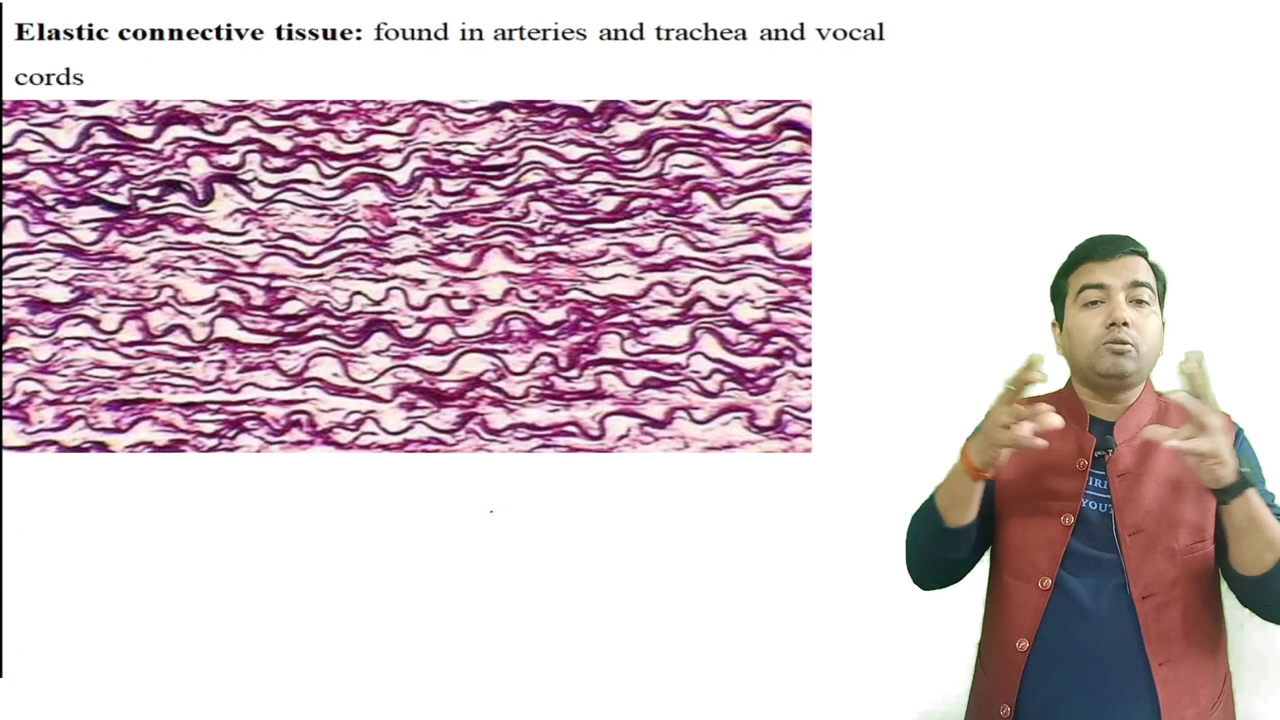 Elastic connective tissue: found in arteries and trachea and vocal
cords